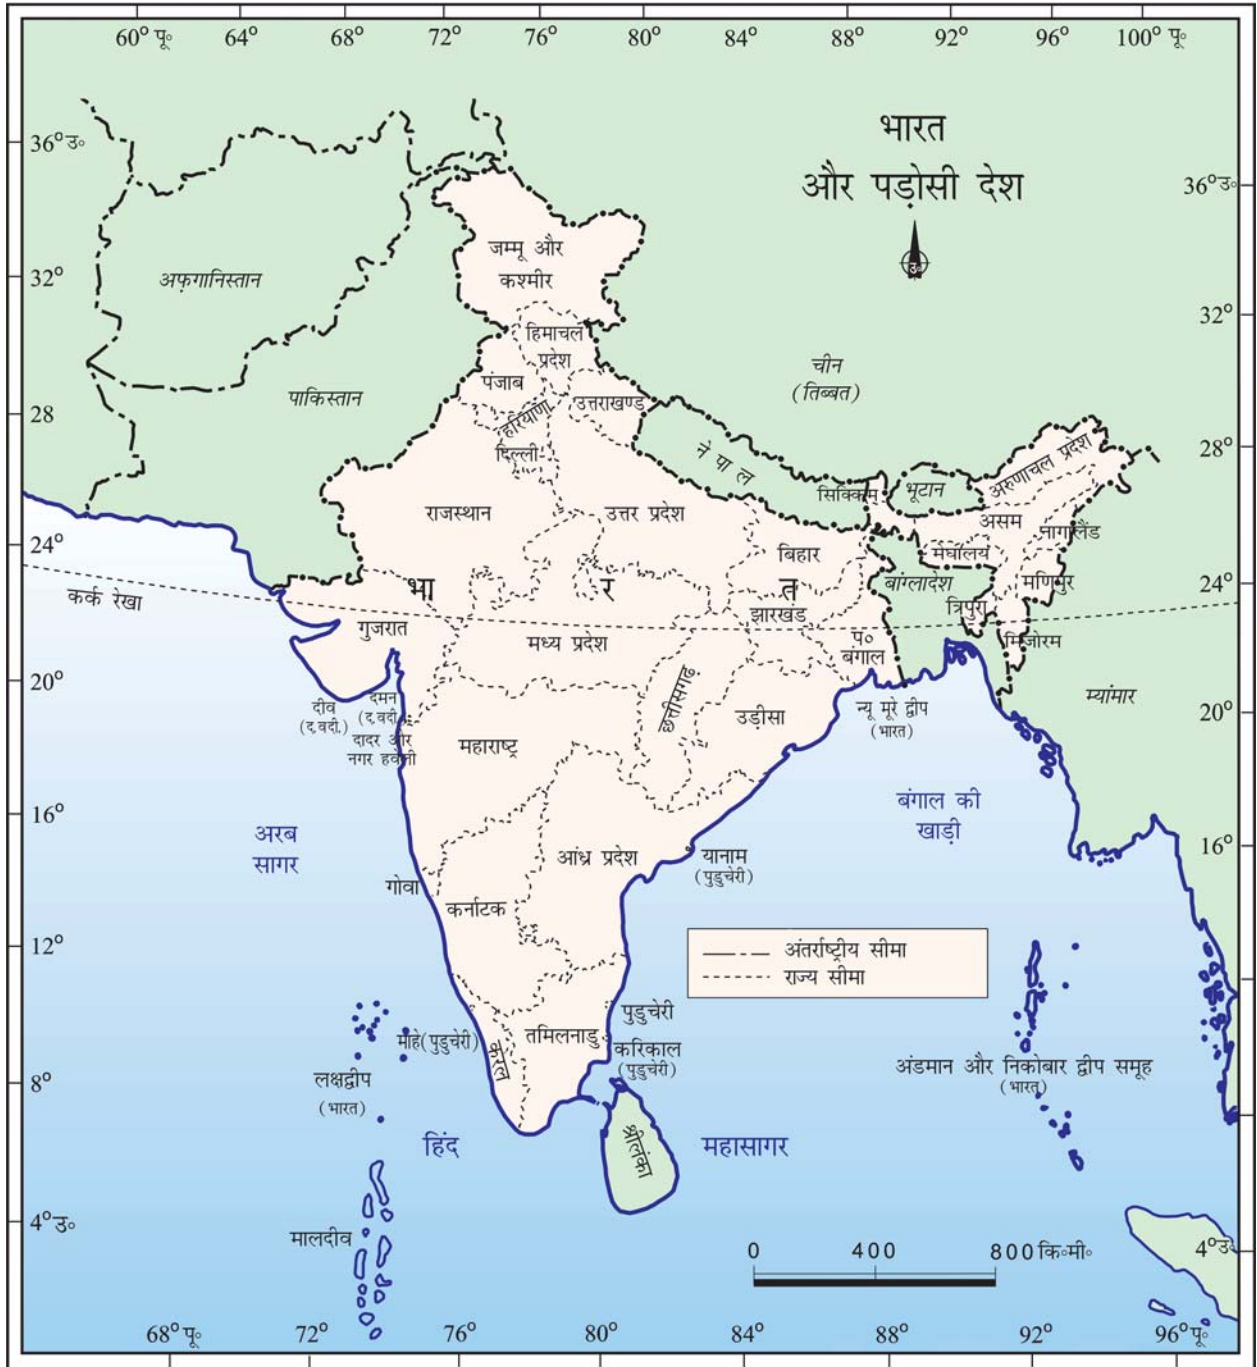 60° पू॰ 64° 68° 72° 76° 80° 84° 88° 92° 96° 100° पू॰
भारत
और पड़ोसी देश
उ॰
36° उ॰
36° उ॰
जम्मू और
कश्मीर
अफ़गानिस्तान
32°
32°
हिमाचल
प्रदेश
चीन
(तिब्बत)
पंजाब
पाकिस्तान
उत्तराखण्ड
28°
28°
हरियाणा
दिल्ली
नेपाल
सिक्किम
भूटान
अरुणाचल प्रदेश
राजस्थान
उत्तर प्रदेश
असम
नागालैंड
24°
बिहार
मेघालय
24°
भा र त
बांग्लादेश
मणिपुर
कर्क रेखा
त्रिपुरा
झारखंड
गुजरात
मध्य प्रदेश
प॰
बंगाल
मिजोरम
20°
छत्तीसगढ
म्यांमार
20°
दीव
(द.वदी.)
दमन
(द.वदी.)
दादर और
नगर हवेली
महाराष्ट्र
उड़ीसा
न्यू मूरे द्वीप
(भारत)
16°
अरब
सागर
बंगाल की
खाड़ी
16°
आंध्र प्रदेश
यानाम
(पुडुचेरी)
गोवा
कर्नाटक
12°
12°
अंतर्राष्ट्रीय सीमा
राज्य सीमा
पुडुचेरी
तमिलनाडु
माहे(पुडुचेरी)
केरल
करिकाल
(पुडुचेरी)
8°
लक्षद्वीप
(भारत)
अंडमान और निकोबार द्वीप समूह
(भारत)
8°
हिंद
महासागर
श्रीलंका
4° उ॰
मालदीव
4° उ॰
0 400 800 कि॰मी॰
68° पू॰ 72° 76° 80° 84° 88° 92° 96° पू॰